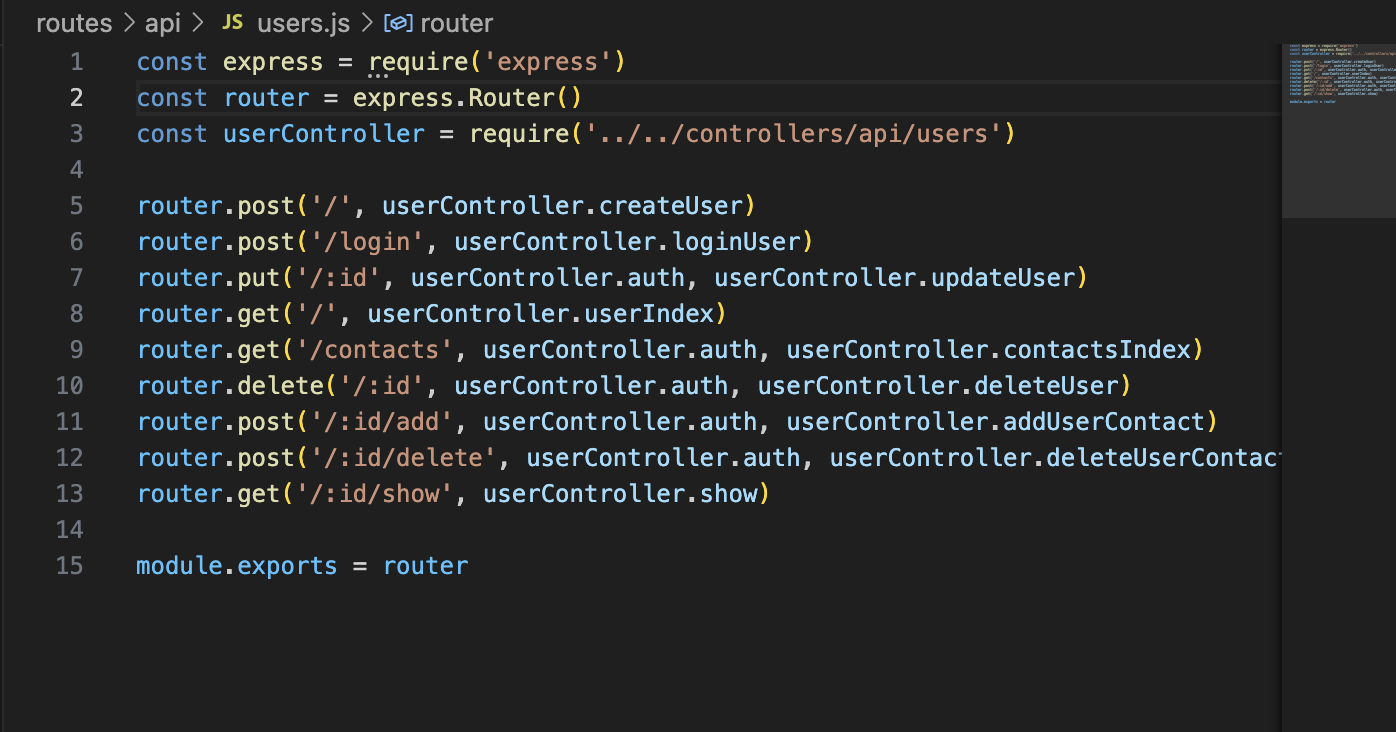 routes > api > JS users.js > router
1 const express = require('express')
2 const router = express.Router()
3 const userController = require('../../controllers/api/users')
4
5 router.post('/', userController.createUser)
6 router.post('/login', userController.loginUser)
7 router.put('/:id', userController.auth, userController.updateUser)
8 router.get('/', userController.userIndex)
9 router.get('/contacts', userController.auth, userController.contactsIndex)
10 router.delete('/:id', userController.auth, userController.deleteUser)
11 router.post('/:id/add', userController.auth, userController.addUserContact)
12 router.post('/:id/delete', userController.auth, userController.deleteUserContac
13 router.get('/:id/show', userController.show)
14
15 module.exports = router